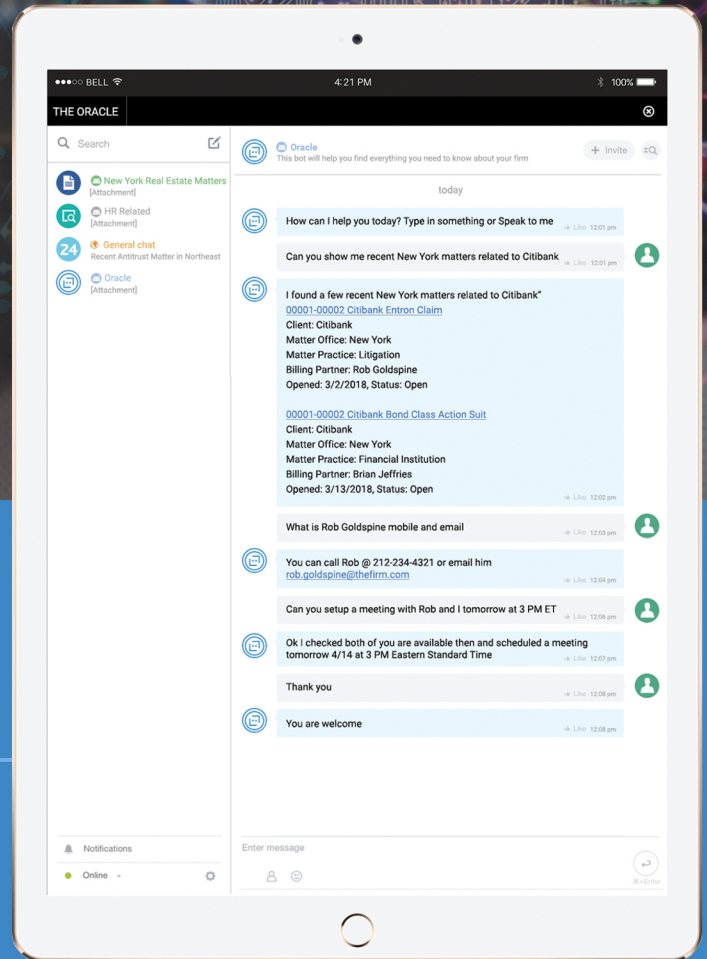 BELL
4:21 PM
100%
THE ORACLE
Search
New York Real Estate Matters
[Attachment]
HR Related
[Attachment]
24
General chat
Recent Antitrust Matter in Northeast
Oracle
[Attachment]
Notifications
Online
Oracle
This bot will help you find everything you need to know about your firm
+ Invite
today
How can I help you today? Type in something or Speak to me
Like 12:01 pm
Can you show me recent New York matters related to Citibank
Like 12:01 pm
I found a few recent New York matters related to Citibank”
00001-00002 Citibank Entron Claim
Client: Citibank
Matter Office: New York
Matter Practice: Litigation
Billing Partner: Rob Goldspine
Opened: 3/2/2018, Status: Open
00001-00002 Citibank Bond Class Action Suit
Client: Citibank
Matter Office: New York
Matter Practice: Financial Institution
Billing Partner: Brian Jeffries
Opened: 3/13/2018, Status: Open
Like 12:02 pm
What is Rob Goldspine mobile and email
Like 12:03 pm
You can call Rob @ 212-234-4321 or email him
rob.goldspine@thefirm.com
Like 12:04 pm
Can you setup a meeting with Rob and I tomorrow at 3 PM ET
Like 12:06 pm
Ok I checked both of you are available then and scheduled a meeting
tomorrow 4/14 at 3 PM Eastern Standard Time
Like 12:07 pm
Thank you
Like 12:08 pm
You are welcome
Like 12:08 pm
Enter message
⌘+Enter